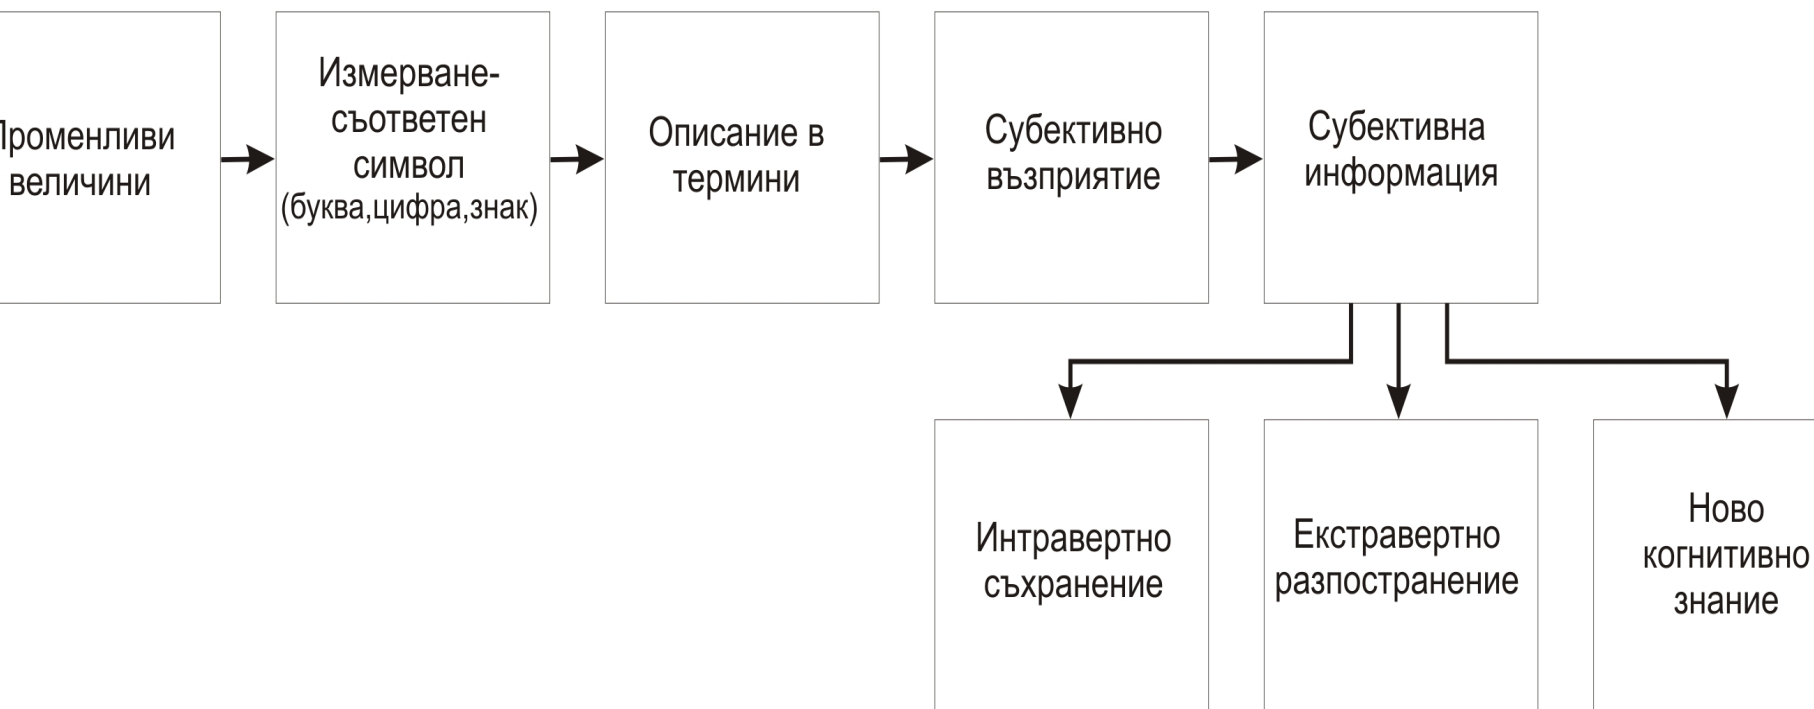 Променливи
величини
Измерване-
съответен
символ
(буква,цифра,знак)
Описание в
термини
Субективно
възприятие
Субективна
информация
Интравертно
съхранение
Екстравертно
разпостранение
Ново
когнитивно
знание